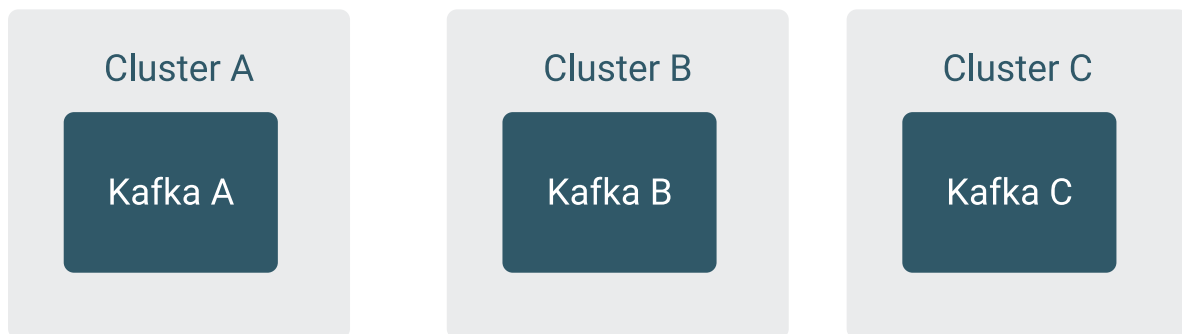 Cluster A
Cluster B
Cluster C
Kafka A
Kafka B
Kafka C